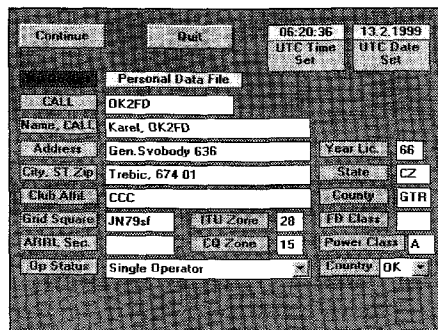 Continue Quit 06:20:36 13.2.1999
UTC Time Set UTC Date Set
Personal Data File
CALL OK2FD
Name, CALL Karel, OK2FD
Address Gen.Svobody 636 Year Lic. 66
City, ST Zip Trebic, 674 01 State CZ
Club Affil. CCC County GTR
Grid Square JN79sf ITU Zone 28 FD Class
ARRL Sec. CQ Zone 15 Power Class A
Op Status Single Operator Country OK